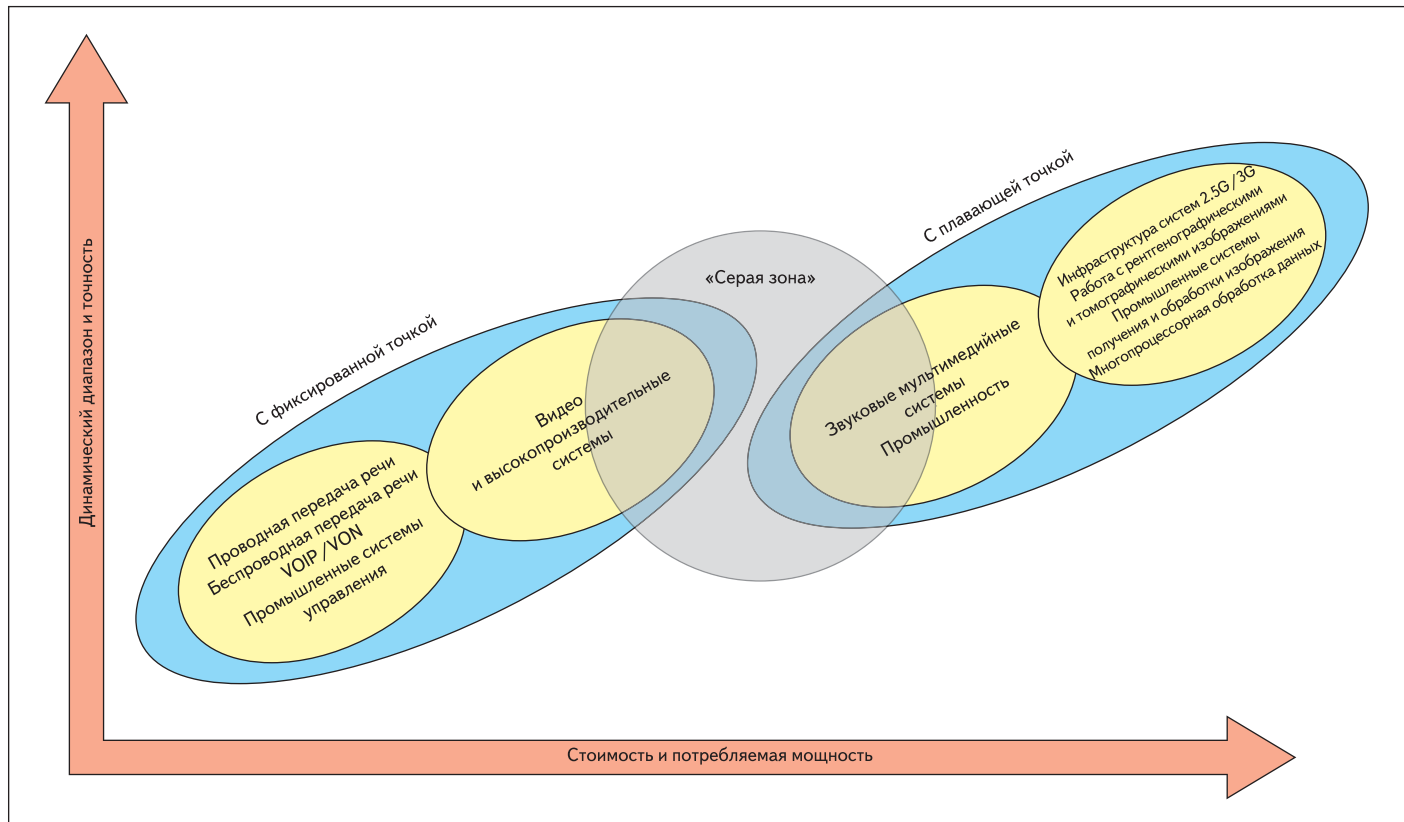 Динамический диапазон и точность
С фиксированной точкой
Проводная передача речи
Беспроводная передача речи
VOIP/VON
Промышленные системы
управления
Видео
и высокопроизводительные
системы
«Серая зона»
С плавающей точкой
Звуковые мультимедийные
системы
Промышленность
Инфраструктура систем 2.5G/3G
Работа с рентгенографическими
и томографическими изображениями
Промышленные системы
получения и обработки изображения
Многопроцессорная обработка данных
Стоимость и потребляемая мощность